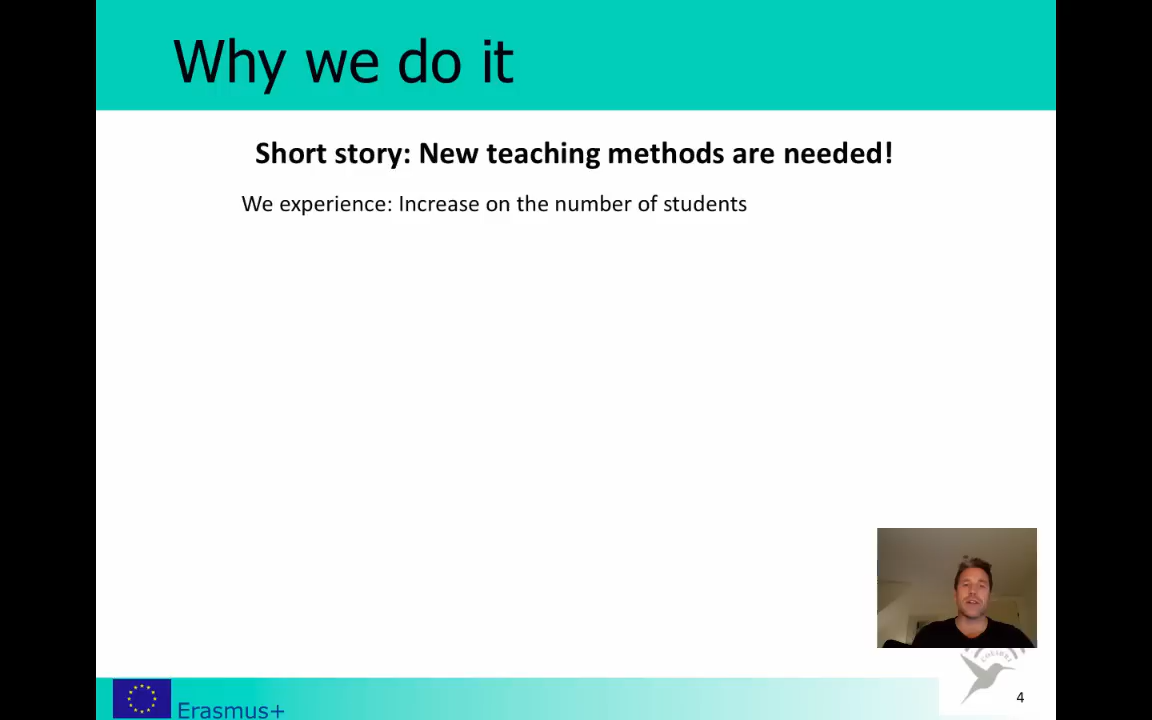 Why we do it
Short story: New teaching methods are needed!
We experience: Increase on the number of students
Erasmus+
4